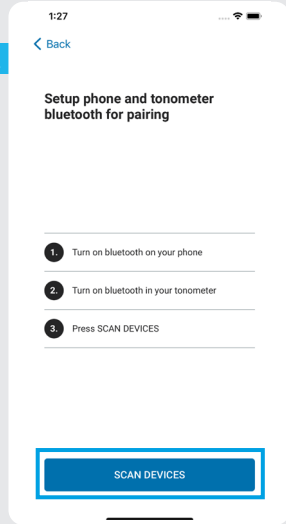 1:27
Back
Setup phone and tonometer
bluetooth for pairing
1. Turn on bluetooth on your phone
2. Turn on bluetooth in your tonometer
3. Press SCAN DEVICES
SCAN DEVICES